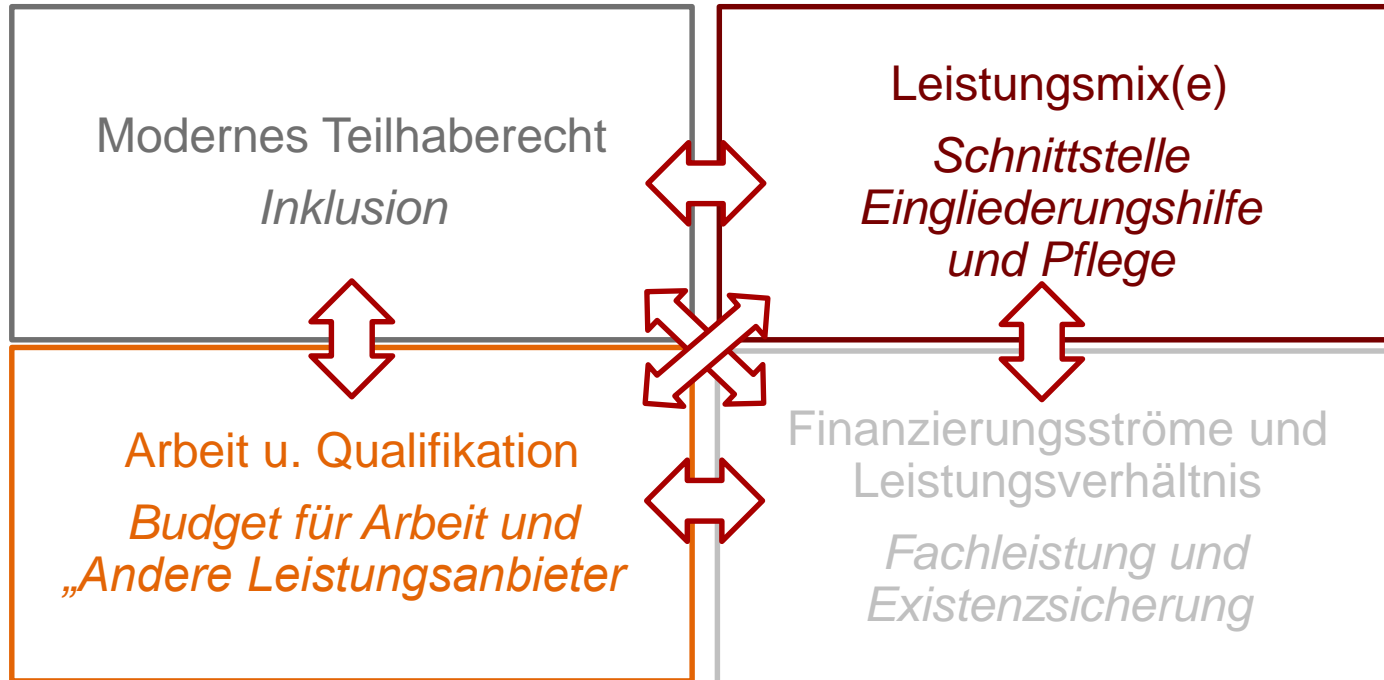 Modernes Teilhaberecht
Inklusion
Leistungsmix(e)
Schnittstelle
Eingliederungshilfe
und Pflege
Arbeit u. Qualifikation
Budget für Arbeit und
„Andere Leistungsanbieter
Finanzierungsströme und
Leistungsverhältnis
Fachleistung und
Existenzsicherung